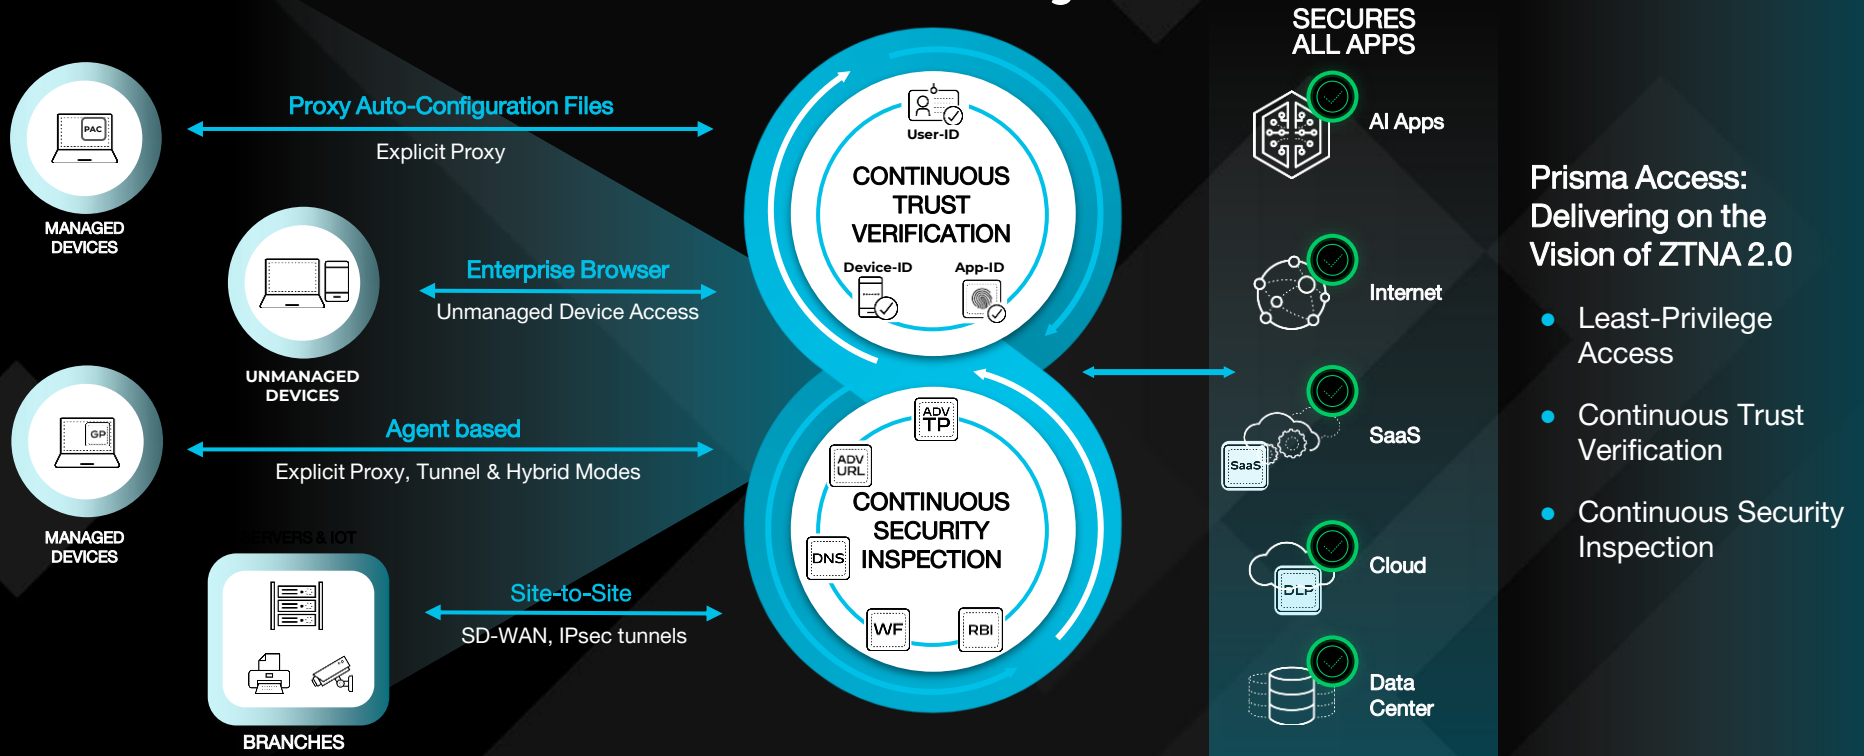 SECURES
ALL APPS
PAC
MANAGED
DEVICES
Proxy Auto-Configuration Files
Explicit Proxy
UNMANAGED
DEVICES
Enterprise Browser
Unmanaged Device Access
GP
MANAGED
DEVICES
Agent based
Explicit Proxy, Tunnel & Hybrid Modes
SERVERS & IOT
BRANCHES
Site-to-Site
SD-WAN, IPsec tunnels
User-ID
CONTINUOUS
TRUST
VERIFICATION
Device-ID
App-ID
ADV
TP
ADV
URL
CONTINUOUS
SECURITY
INSPECTION
DNS
WF
RBI
AI Apps
Internet
SaaS
SaaS
Cloud
DLP
Data
Center
Prisma Access:
Delivering on the
Vision of ZTNA 2.0
Least-Privilege
Access
Continuous Trust
Verification
Continuous Security
Inspection